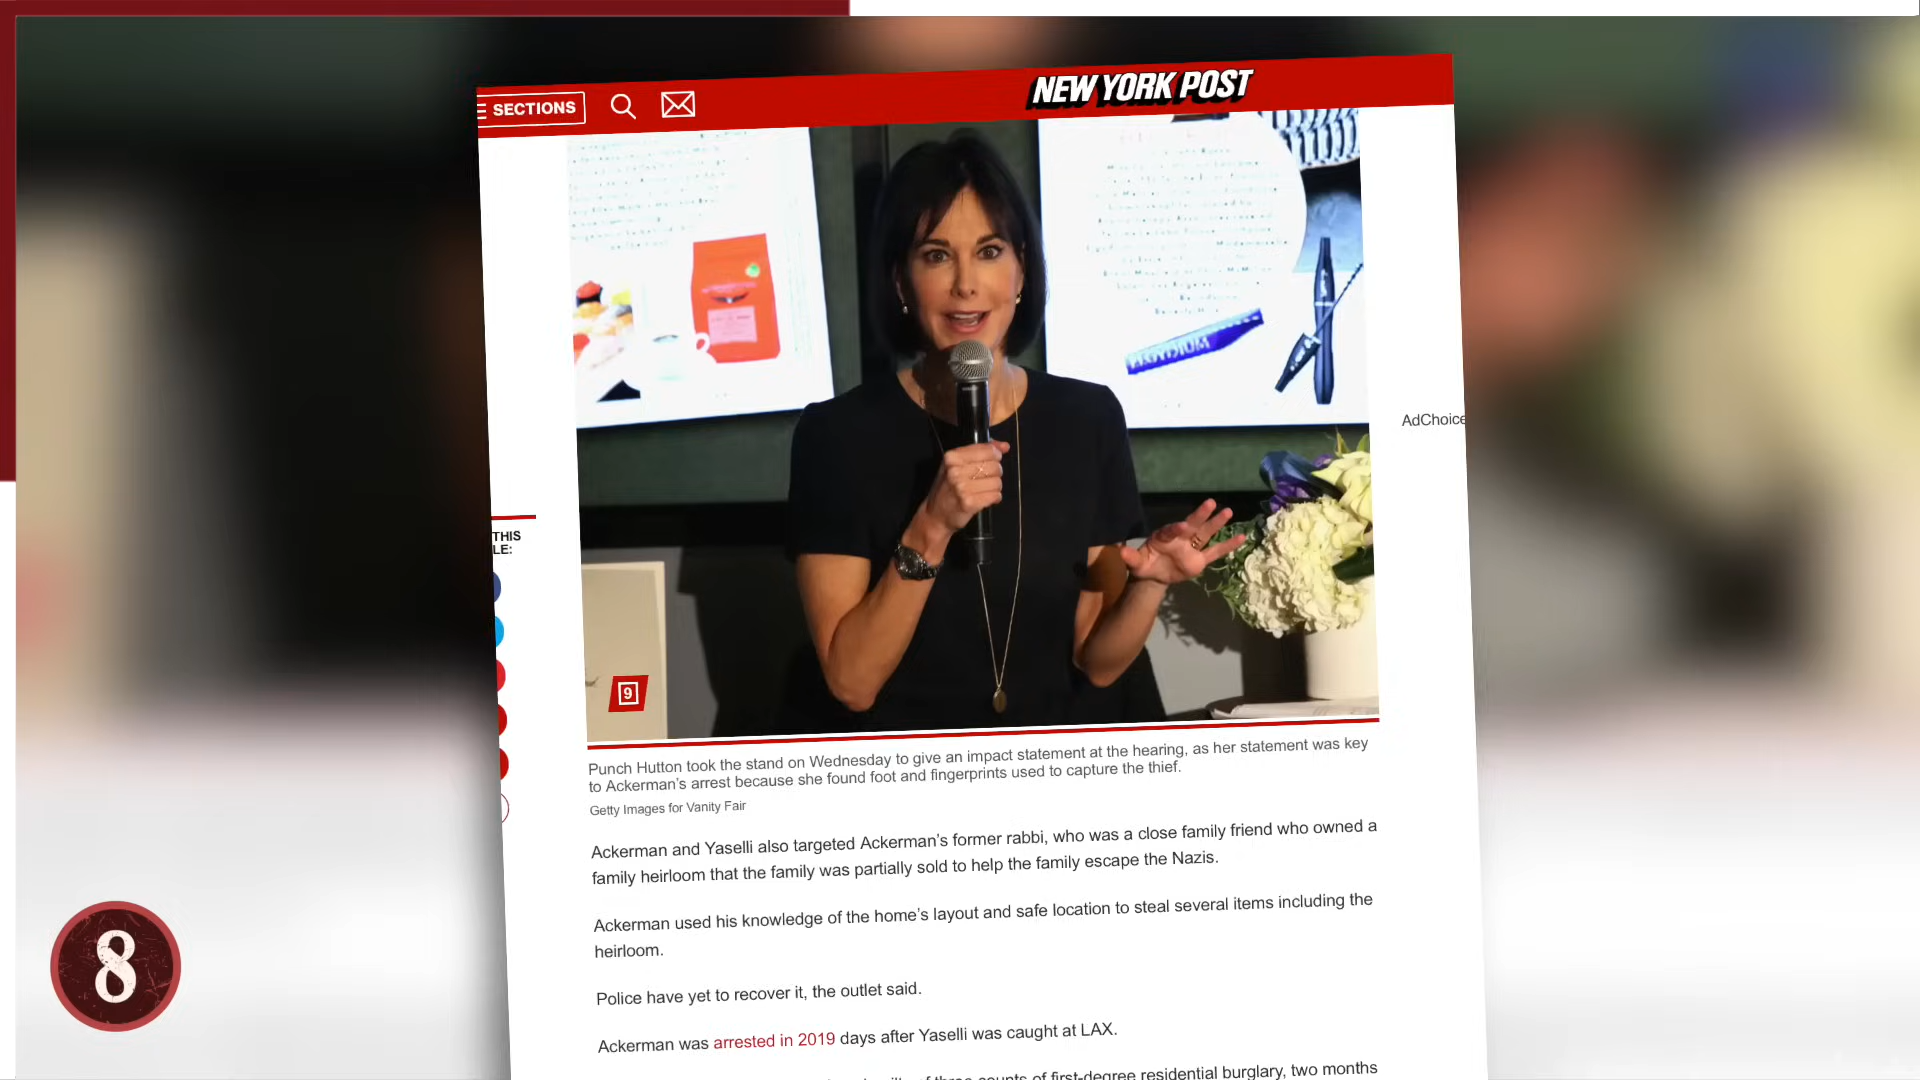 SECTIONS
NEW YORK POST
AdChoice
THIS
LE:
9
Punch Hutton took the stand on Wednesday to give an impact statement at the hearing, as her statement was key
to Ackerman's arrest because she found foot and fingerprints used to capture the thief.
Getty Images for Vanity Fair
Ackerman and Yaselli also targeted Ackerman's former rabbi, who was a close family friend who owned a
family heirloom that the family was partially sold to help the family escape the Nazis.
Ackerman used his knowledge of the home's layout and safe location to steal several items including the
heirloom.
Police have yet to recover it, the outlet said.
Ackerman was arrested in 2019 days after Yaselli was caught at LAX.
of three counts of first-degree residential burglary, two months
8